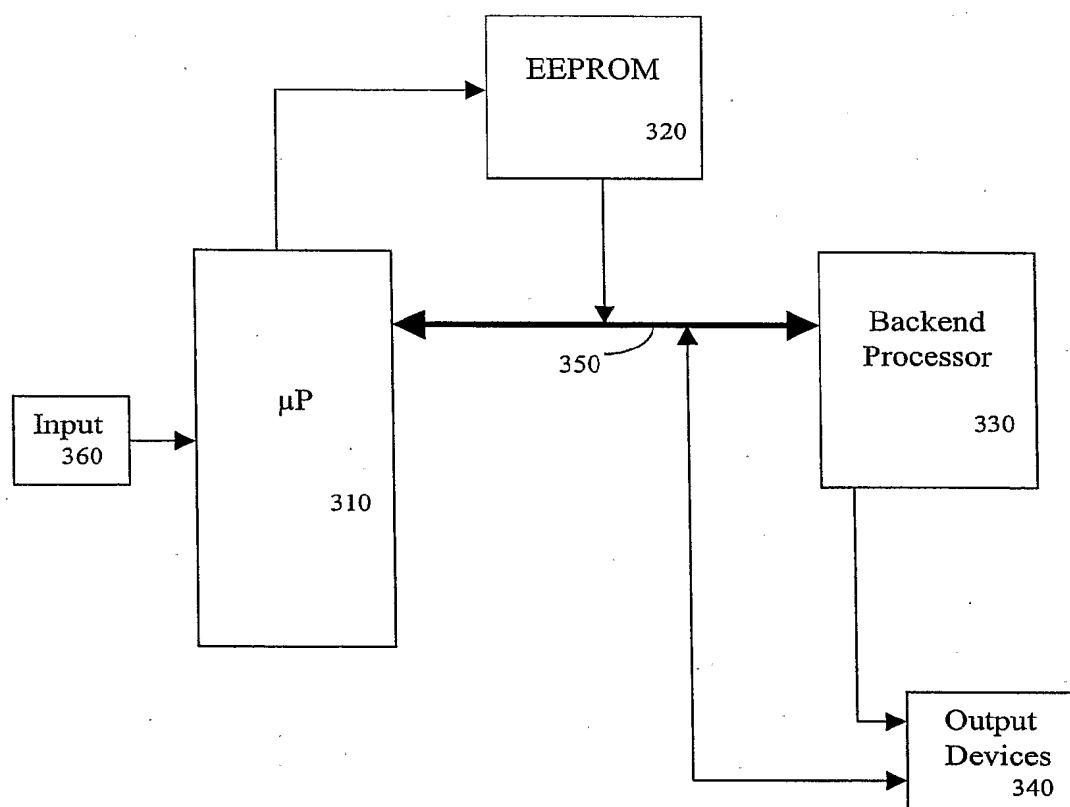 EEPROM
320
350
Backend
Processor
330
μP
310
Input
360
Output
Devices
340